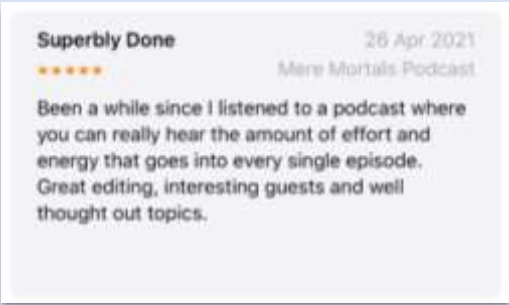 Superbly Done
26 Apr 2021
Mere Mortals Podcast
Been a while since I listened to a podcast where
you can really hear the amount of effort and
energy that goes into every single episode.
Great editing, interesting guests and well
thought out topics.